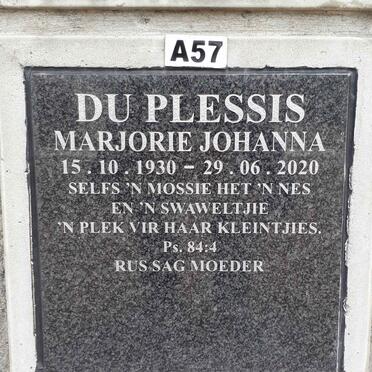 A57
DU PLESSIS
MARJORIE JOHANNA
15 . 10 . 1930 – 29 . 06 . 2020
SELFS 'N MOSSIE HET 'N NES
EN 'N SWAWELTJIE
'N PLEK VIR HAAR KLEINTJIES.
Ps. 84:4
RUS SAG MOEDER